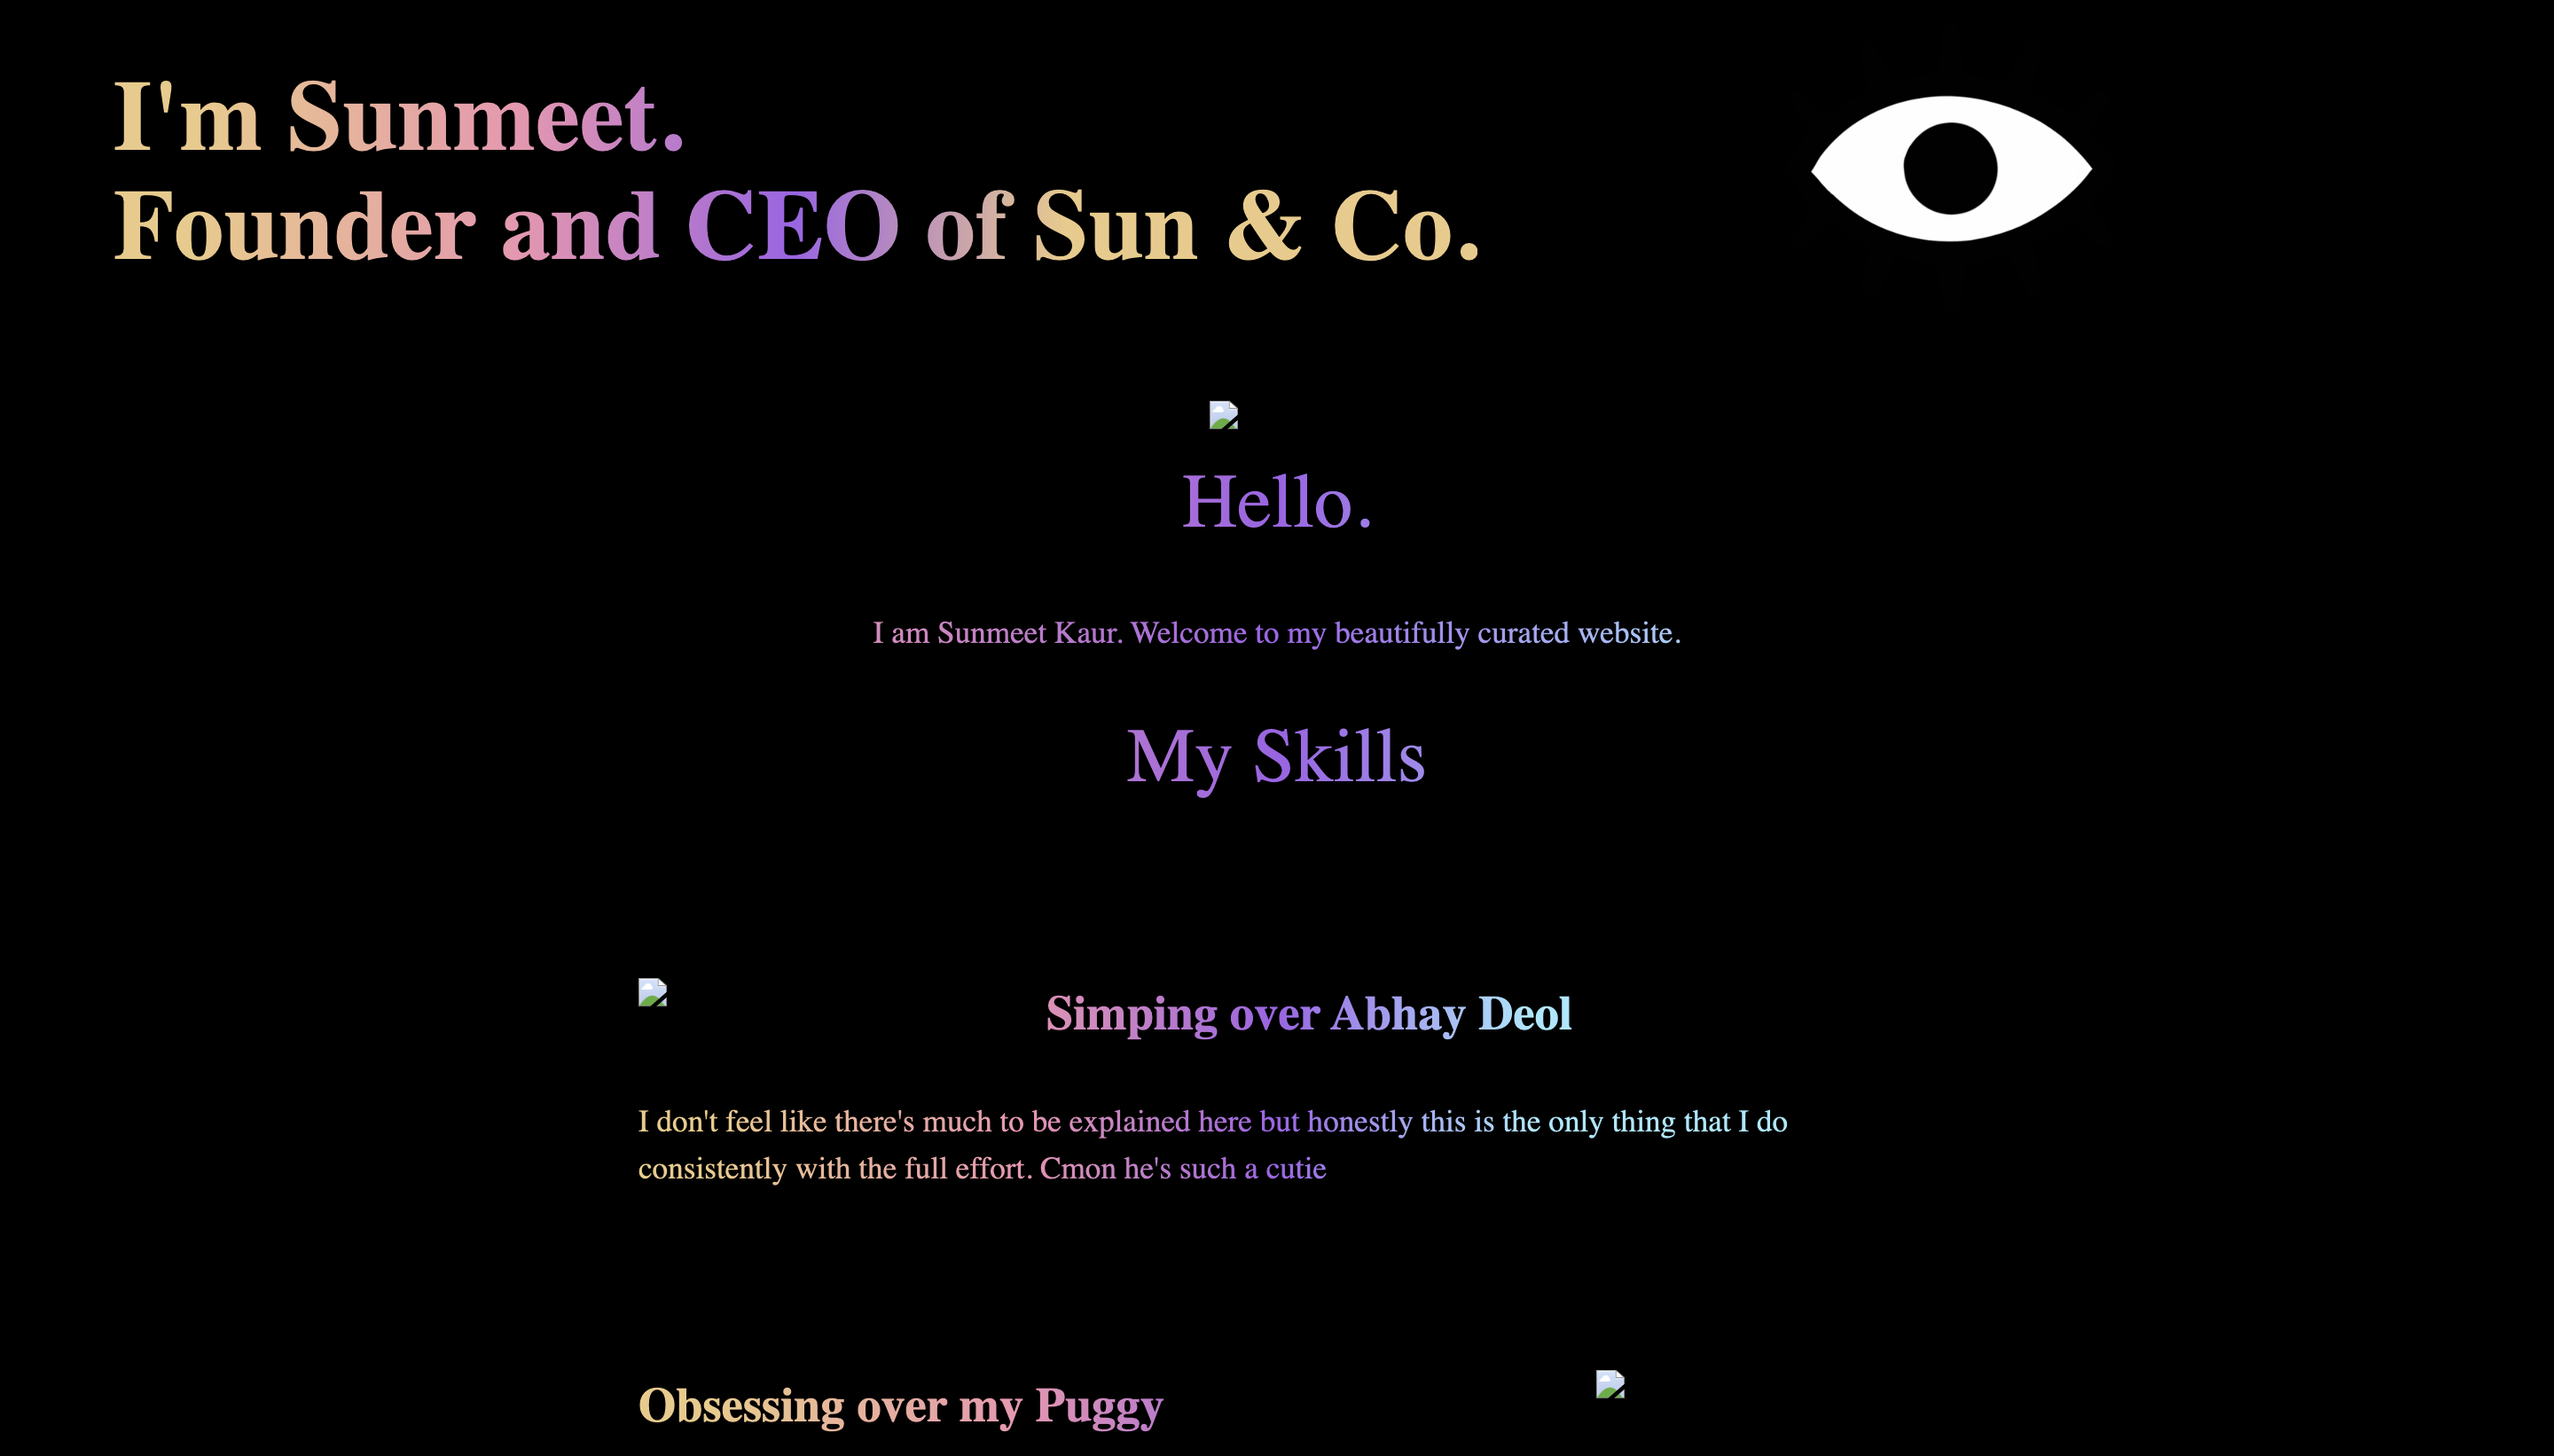 I'm Sunmeet.
Founder and CEO of Sun & Co.
Hello.
I am Sunmeet Kaur. Welcome to my beautifully curated website.
My Skills
Simping over Abhay Deol
I don't feel like there's much to be explained here but honestly this is the only thing that I do
consistently with the full effort. Cmon he's such a cutie
Obsessing over my Puggy